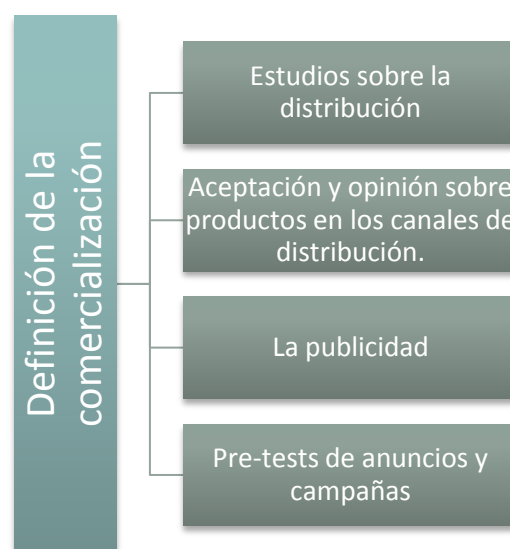 Definición de la
comercialización
Estudios sobre la
distribución
Aceptación y opinión sobre
productos en los canales de
distribución.
La publicidad
Pre-tests de anuncios y
campañas